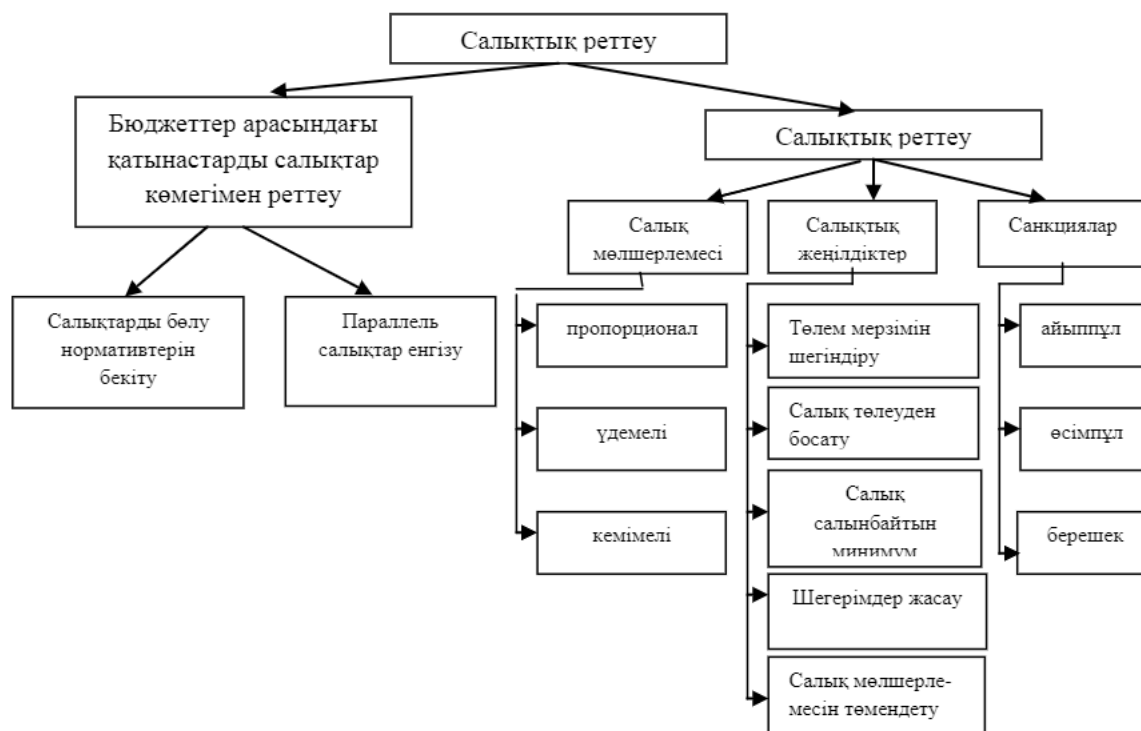 Салықтық реттеу
Бюджеттер арасындағы
қатынастарды салықтар
көмегімен реттеу
Салықтық реттеу
Салық
мөлшерлемесі
Салықтық
жеңілдіктер
Санкциялар
Салықтарды бөлу
нормативтерін
бекіту
Параллель
салықтар енгізу
пропорционал
үдемелі
кемімелі
Төлем мерзімін
шегіндіру
Салық төлеуден
босату
Салық
салынбайтын
минимум
Шегерімдер жасау
Салық мөлшерле-
месін төмендету
айыппұл
өсімпұл
берешек